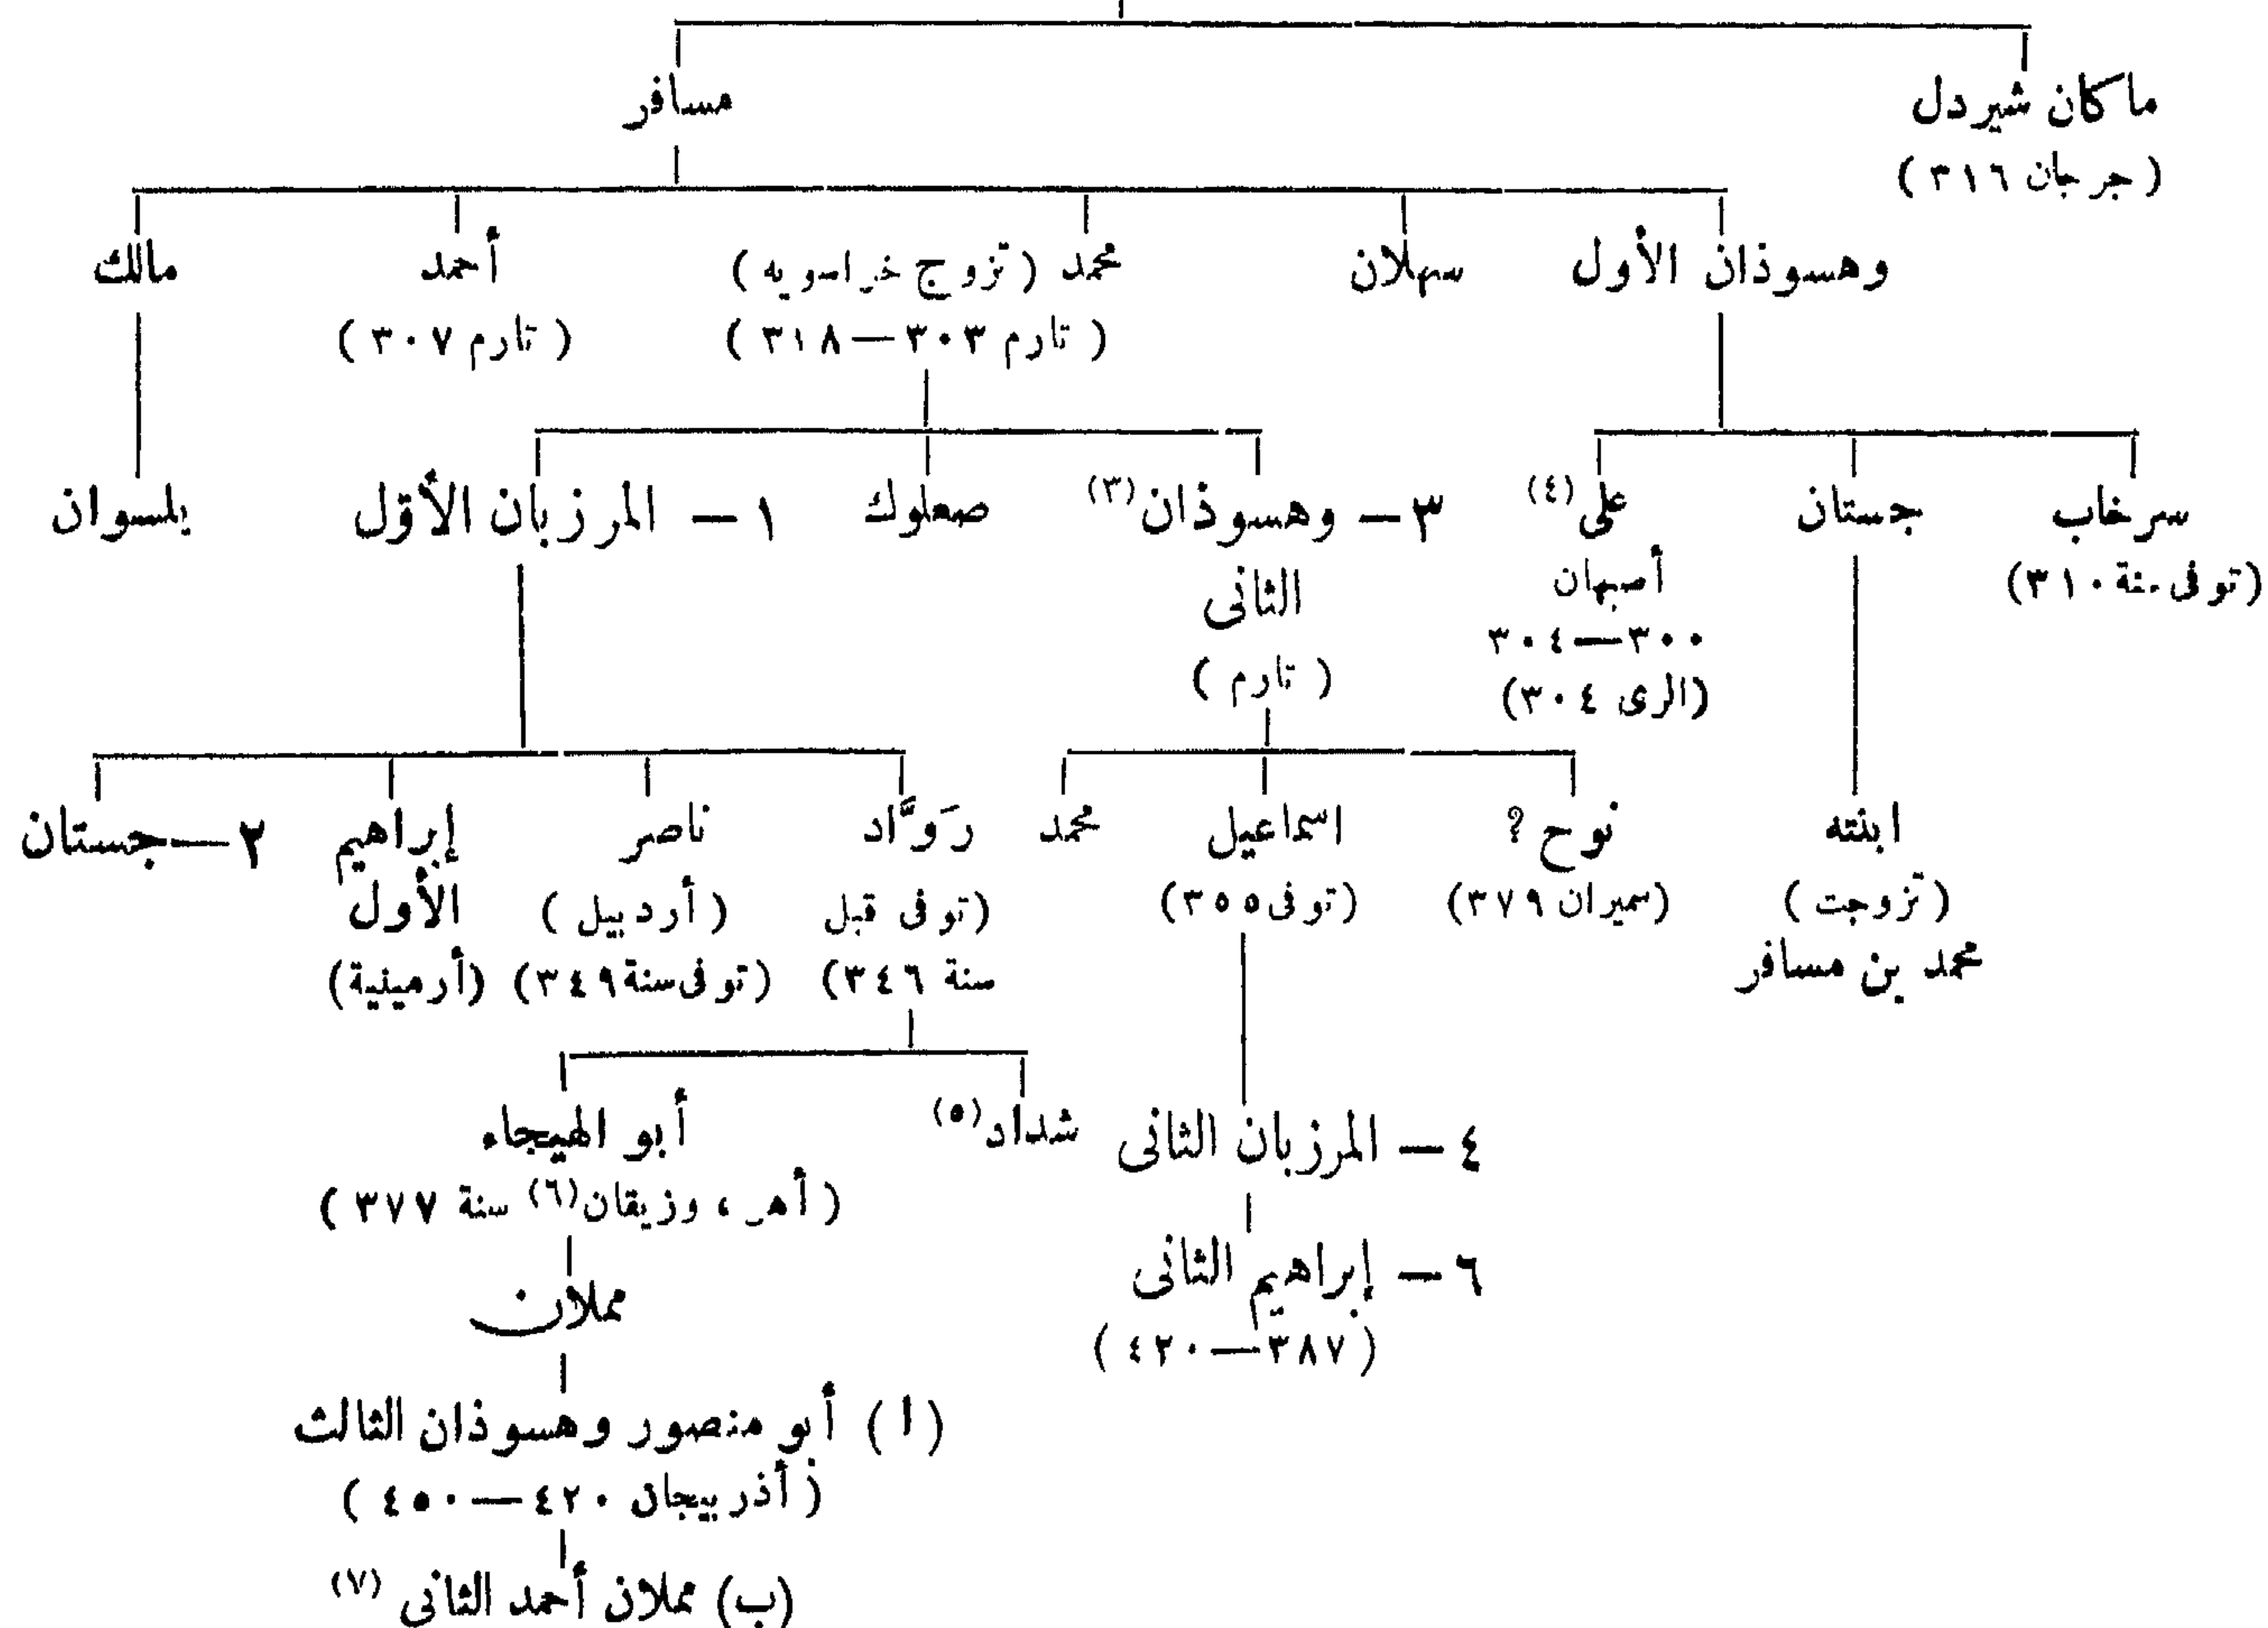 ماكان شيردل
(جرجان ٣١٦)
مسافر
وهسوذان الأول
سهلان
محمد (تزوج خراسويه)
(تارم ٣٠٣—٣١٨)
أحمد
(تارم ٣٠٧)
مالك
سرخاب
(توفى سنة ٣١٠)
جستان
على (٤)
أصبهان
٣٠٠—٣٠٤
(الرى ٣٠٤)
٣— وهسوذان (٣)
الثانى
(تارم)
صعلوك
١— المرزبان الأوّل
يلسوان
ابنته
(تزوجت)
محمد بن مسافر
نوح ?
(سميران ٣٧٩)
اسماعيل
(توفى ٣٥٥)
محمد
رَوَّاد
(توفى قبل
سنة ٣٤٦)
ناصر
(أردبيل)
(توفى سنة ٣٤٩)
إبراهيم
الأول
(أرمينية)
٢—جستان
٤— المرزبان الثانى
شداد (٥)
أبو الهيجاء
(أهر، وزيقان (٦) سنة ٣٧٧)
٦— إبراهيم الثانى
(٣٨٧—٤٢٠)
مملان
(ا) أبو منصور وهسوذان الثالث
(أذربيجان ٤٢٠—٤٥٠)
(ب) مملان أحمد الثانى (٧)